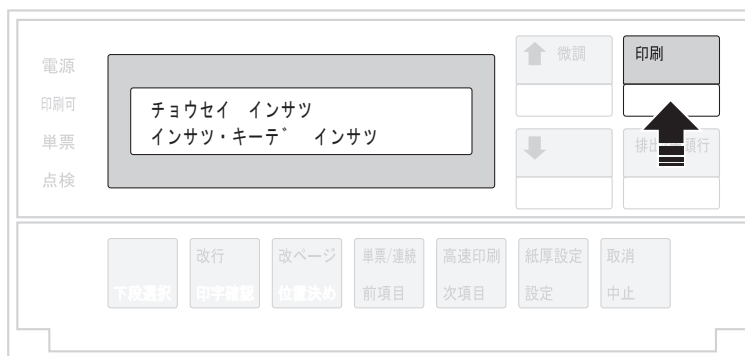 電源
印刷可
単票
点検
チョウセイ インサツ
インサツ・キーデ インサツ
微調
印刷
排出 頭行
改行
改ページ
単票/連続
高速印刷
紙厚設定
取消
下段選択
印字確認
位置決め
前項目
次項目
設定
中止